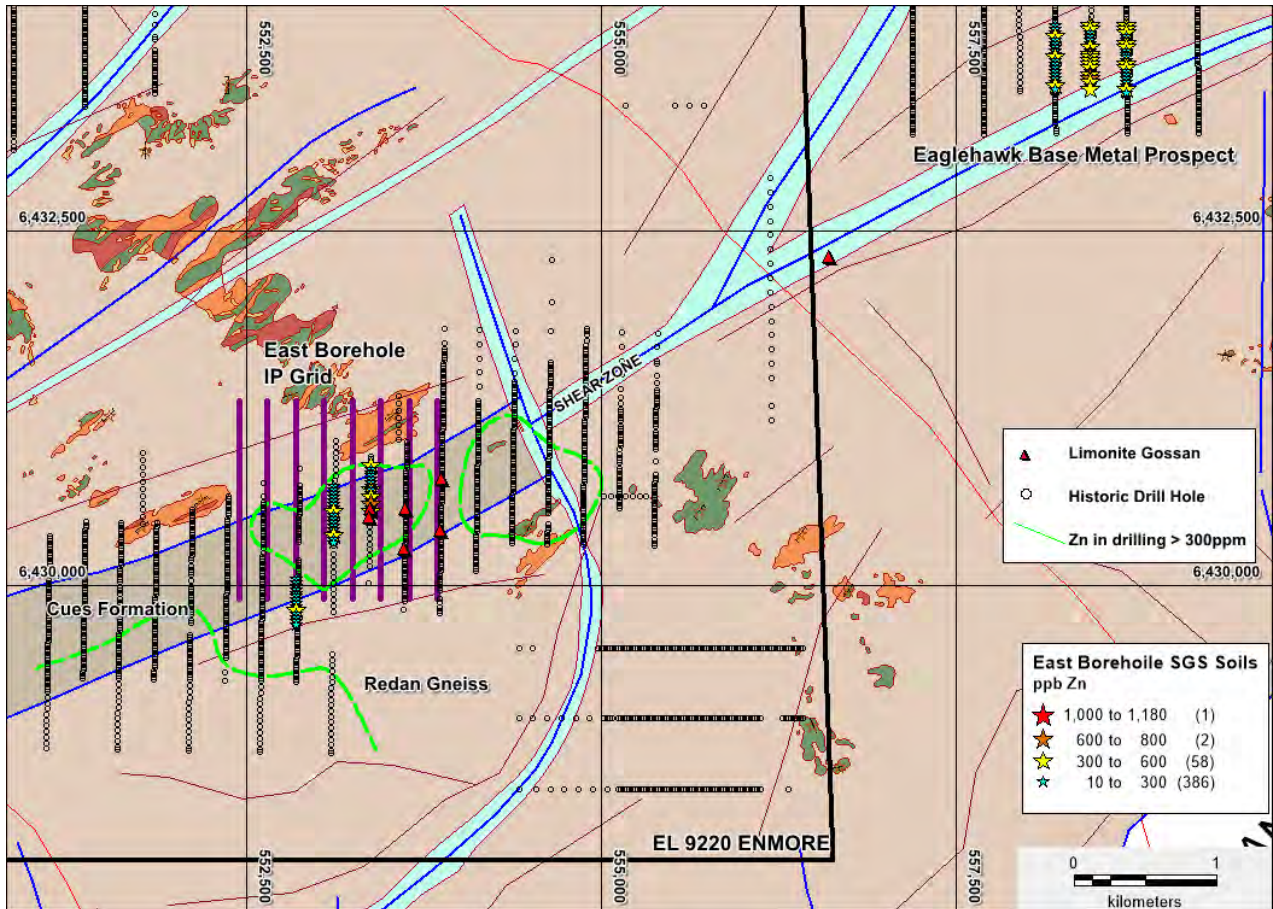 552,500
555,000
557,500
Eaglehawk Base Metal Prospect
6,432,500
6,432,500
East Borehole
IP Grid
SHEAR ZONE
Limonite Gossan
Historic Drill Hole
Zn in drilling > 300ppm
6,430,000
6,430,000
Cues Formation
Redan Gneiss
East Borehoile SGS Soils
ppb Zn
1,000 to 1,180 (1)
600 to 800 (2)
300 to 600 (58)
10 to 300 (386)
EL 9220 ENMORE
552,500
555,000
557,500
0 1
kilometers